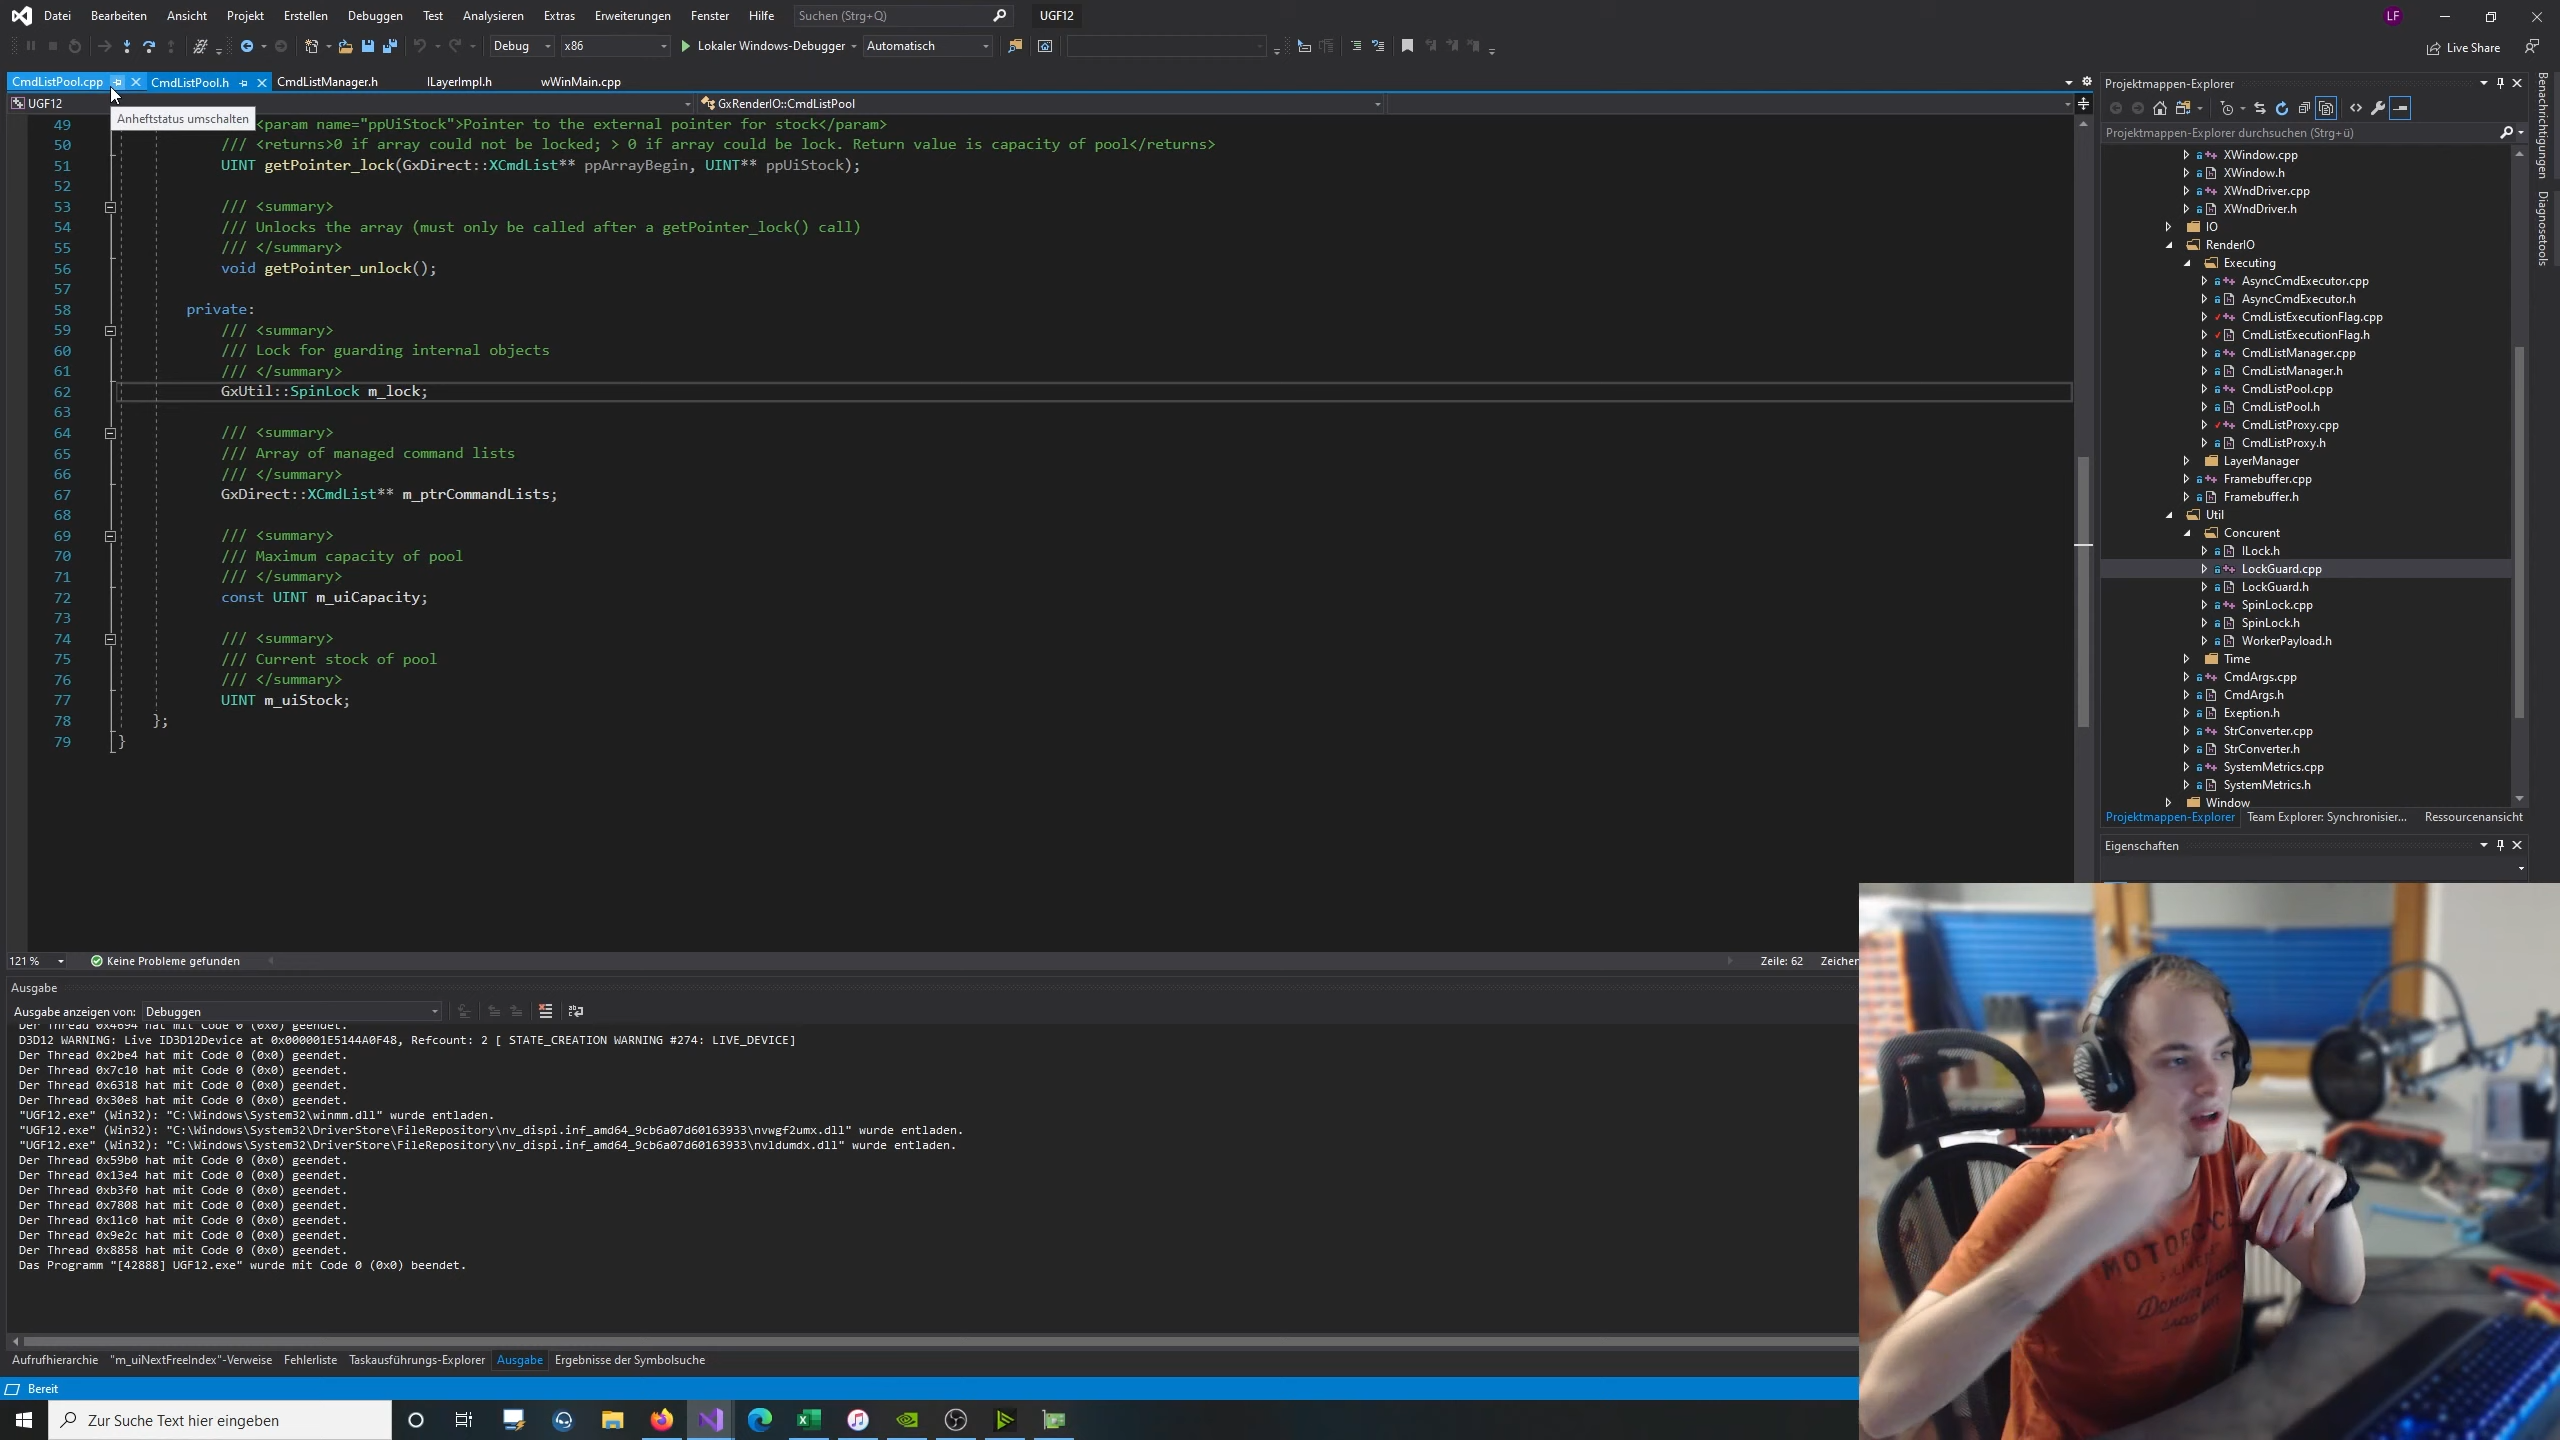 Datei Bearbeiten Ansicht Projekt Erstellen Debuggen Test Analysieren Extras Erweiterungen Fenster Hilfe Suchen (Strg+Q) UGF12 LF
Debug x86 Lokaler Windows-Debugger Automatisch Live Share
CmdListPool.cpp CmdListPool.h CmdListManager.h ILayerImpl.h wWinMain.cpp
UGF12 GxRenderIO::CmdListPool
Anheftstatus umschalten
49 <param name="ppUiStock">Pointer to the external pointer for stock</param>
50 /// <returns>0 if array could not be locked; > 0 if array could be lock. Return value is capacity of pool</returns>
51 UINT getPointer_lock(GxDirect::XCmdList** ppArrayBegin, UINT** ppUiStock);
52
53 /// <summary>
54 /// Unlocks the array (must only be called after a getPointer_lock() call)
55 /// </summary>
56 void getPointer_unlock();
57
58 private:
59 /// <summary>
60 /// Lock for guarding internal objects
61 /// </summary>
62 GxUtil::SpinLock m_lock;
63
64 /// <summary>
65 /// Array of managed command lists
66 /// </summary>
67 GxDirect::XCmdList** m_ptrCommandLists;
68
69 /// <summary>
70 /// Maximum capacity of pool
71 /// </summary>
72 const UINT m_uiCapacity;
73
74 /// <summary>
75 /// Current stock of pool
76 /// </summary>
77 UINT m_uiStock;
78 };
79 }
121 % Keine Probleme gefunden Zeile: 62 Zeichen
Ausgabe
Ausgabe anzeigen von: Debuggen
Der Thread 0x4694 hat mit Code 0 (0x0) geendet.
D3D12 WARNING: Live ID3D12Device at 0x000001E5144A0F48, Refcount: 2 [ STATE_CREATION WARNING #274: LIVE_DEVICE]
Der Thread 0x2be4 hat mit Code 0 (0x0) geendet.
Der Thread 0x7c10 hat mit Code 0 (0x0) geendet.
Der Thread 0x6318 hat mit Code 0 (0x0) geendet.
Der Thread 0x30e8 hat mit Code 0 (0x0) geendet.
"UGF12.exe" (Win32): "C:\Windows\System32\winmm.dll" wurde entladen.
"UGF12.exe" (Win32): "C:\Windows\System32\DriverStore\FileRepository\nv_dispi.inf_amd64_9cb6a07d60163933\nvwgf2umx.dll" wurde entladen.
"UGF12.exe" (Win32): "C:\Windows\System32\DriverStore\FileRepository\nv_dispi.inf_amd64_9cb6a07d60163933\nvldumdx.dll" wurde entladen.
Der Thread 0x59b0 hat mit Code 0 (0x0) geendet.
Der Thread 0x13e4 hat mit Code 0 (0x0) geendet.
Der Thread 0xb3f0 hat mit Code 0 (0x0) geendet.
Der Thread 0x7808 hat mit Code 0 (0x0) geendet.
Der Thread 0x11c0 hat mit Code 0 (0x0) geendet.
Der Thread 0x9e2c hat mit Code 0 (0x0) geendet.
Der Thread 0x8858 hat mit Code 0 (0x0) geendet.
Das Programm "[42888] UGF12.exe" wurde mit Code 0 (0x0) beendet.
Aufrufhierarchie "m_uiNextFreeIndex"-Verweise Fehlerliste Taskausführungs-Explorer Ausgabe Ergebnisse der Symbolsuche
Bereit
Zur Suche Text hier eingeben
Projektmappen-Explorer
Projektmappen-Explorer durchsuchen (Strg+ü)
XWindow.cpp
XWindow.h
XWndDriver.cpp
XWndDriver.h
IO
RenderIO
Executing
AsyncCmdExecutor.cpp
AsyncCmdExecutor.h
CmdListExecutionFlag.cpp
CmdListExecutionFlag.h
CmdListManager.cpp
CmdListManager.h
CmdListPool.cpp
CmdListPool.h
CmdListProxy.cpp
CmdListProxy.h
LayerManager
Framebuffer.cpp
Framebuffer.h
Util
Concurent
ILock.h
LockGuard.cpp
LockGuard.h
SpinLock.cpp
SpinLock.h
WorkerPayload.h
Time
CmdArgs.cpp
CmdArgs.h
Exeption.h
StrConverter.cpp
StrConverter.h
SystemMetrics.cpp
SystemMetrics.h
Window
Projektmappen-Explorer Team Explorer: Synchronisier... Ressourcenansicht
Eigenschaften
Benachrichtigungen
Diagnosetools
MOTORCYCL